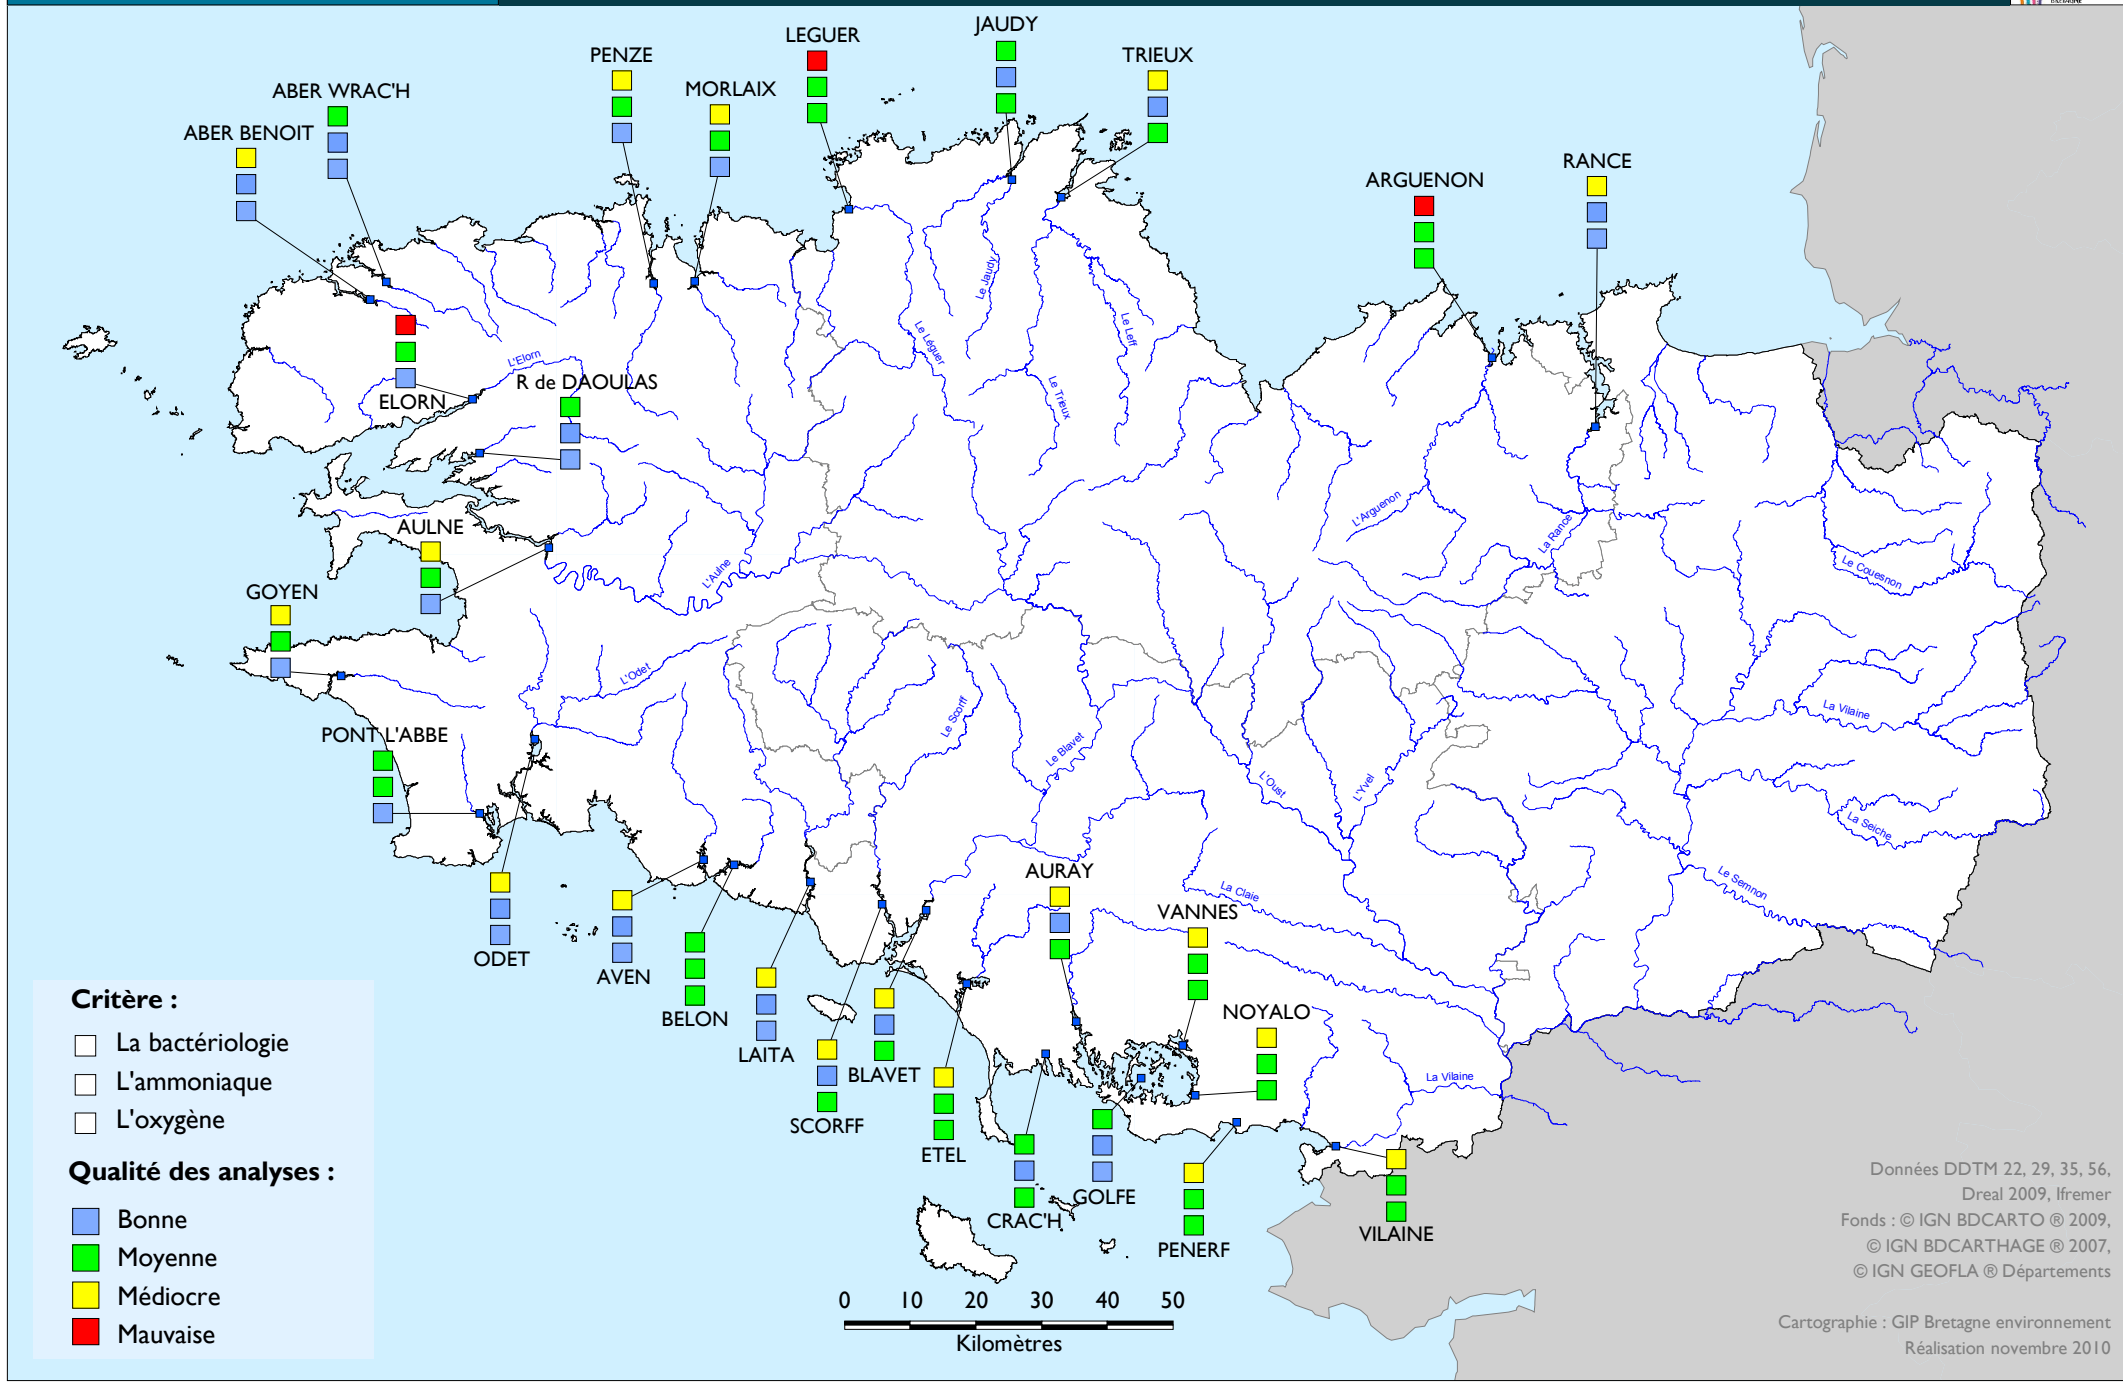 JAUDY
LEGUER
PENZE
TRIEUX
ABER WRAC'H
MORLAIX
ABER BENOIT
RANCE
ARGUENON
Le Jaudy
Le Léguer
Le Leff
L'Elorn
R de DAOULAS
Le Trieux
ELORN
L'Arguenon
La Rance
AULNE
L'Aulne
Le Couesnon
GOYEN
L'Odet
Le Scorff
La Vilaine
PONT L'ABBE
Le Blavet
L'Oust
L'Yvel
La Seiche
AURAY
La Claie
Le Semnon
VANNES
ODET
AVEN
BELON
NOYALO
LAITA
BLAVET
La Vilaine
SCORFF
ETEL
GOLFE
CRAC'H
PENERF
VILAINE
Critère :
La bactériologie
L'ammoniaque
L'oxygène
Qualité des analyses :
Bonne
Moyenne
Médiocre
Mauvaise
0 10 20 30 40 50
Kilomètres
Données DDTM 22, 29, 35, 56,
Dreal 2009, Ifremer
Fonds : © IGN BDCARTO ® 2009,
© IGN BDCARTHAGE ® 2007,
© IGN GEOFLA ® Départements
Cartographie : GIP Bretagne environnement
Réalisation novembre 2010